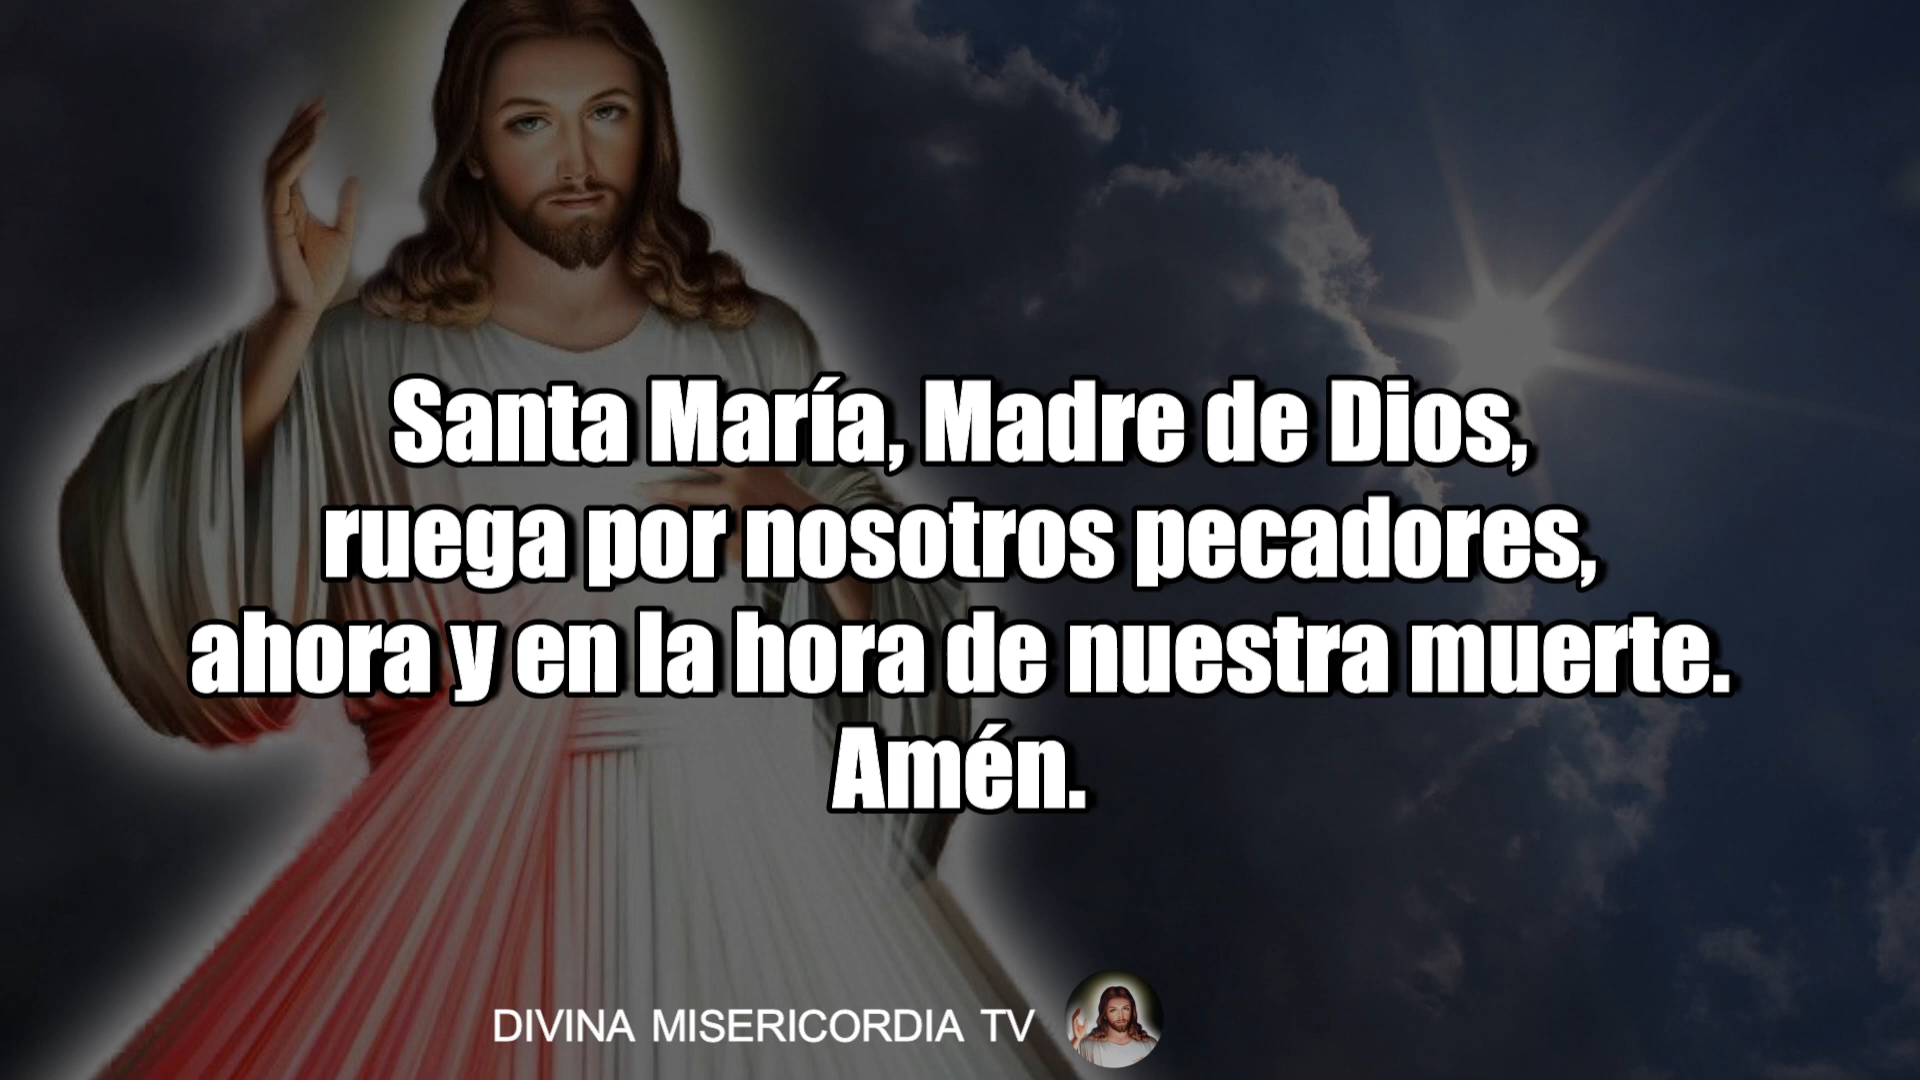 Santa María, Madre de Dios,
ruega por nosotros pecadores,
ahora y en la hora de nuestra muerte.
Amén.
DIVINA MISERICORDIA TV